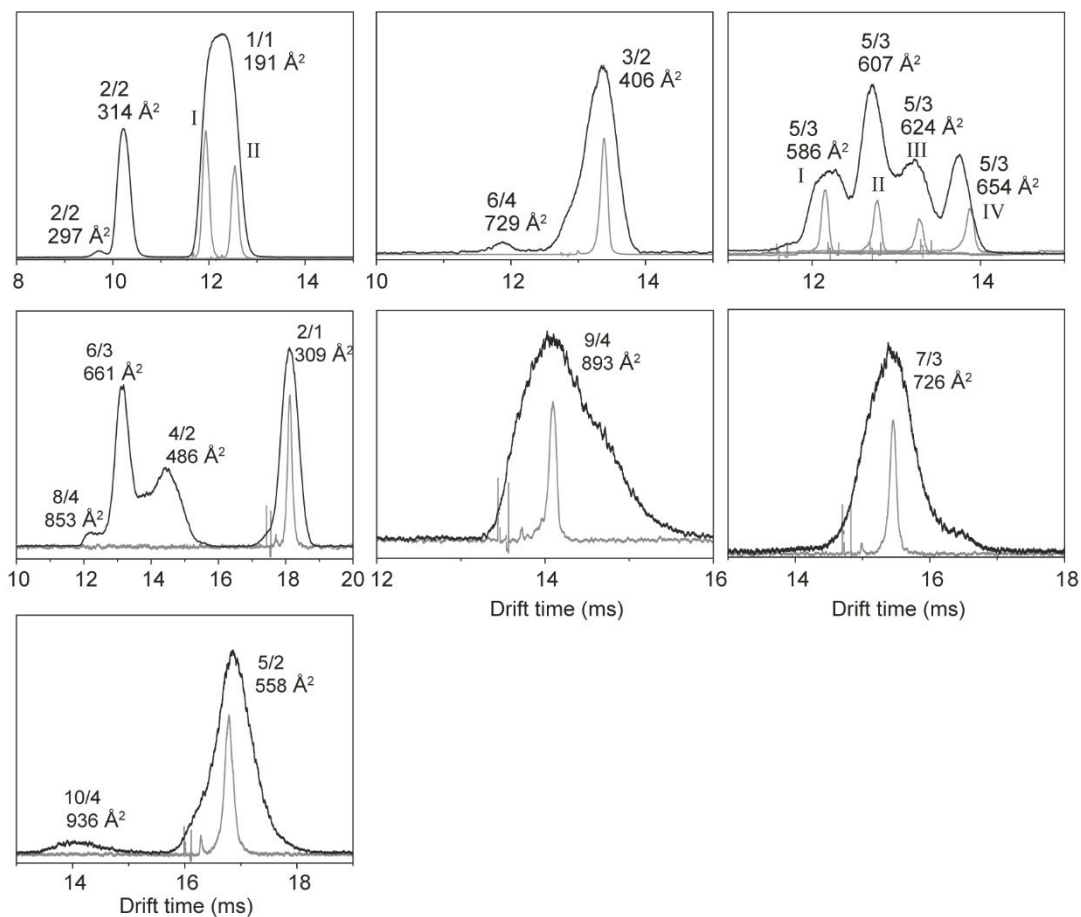 1/1
191 Å²
2/2
314 Å²
I
II
2/2
297 Å²
8 10 12 14
3/2
406 Å²
6/4
729 Å²
10 12 14
5/3
607 Å²
5/3
586 Å²
I
II
5/3
624 Å²
III
5/3
654 Å²
IV
12 14
2/1
309 Å²
6/3
661 Å²
4/2
486 Å²
8/4
853 Å²
10 12 14 16 18 20
9/4
893 Å²
12 14 16
Drift time (ms)
7/3
726 Å²
14 16 18
Drift time (ms)
5/2
558 Å²
10/4
936 Å²
14 16 18
Drift time (ms)